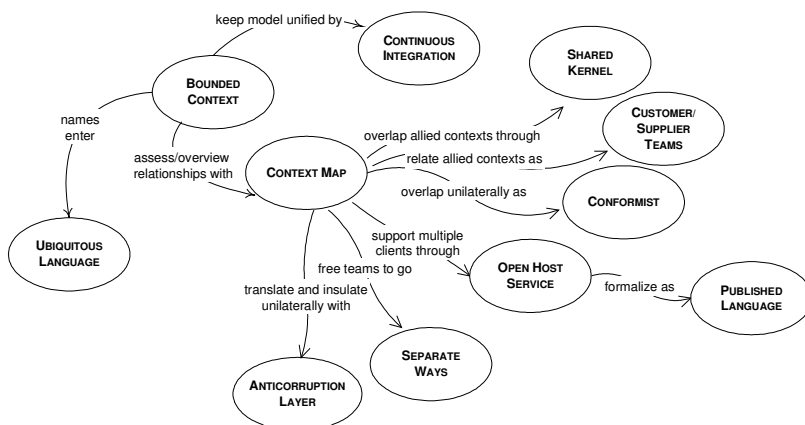 keep model unified by
CONTINUOUS
INTEGRATION
SHARED
KERNEL
BOUNDED
CONTEXT
names
enter
CUSTOMER/
SUPPLIER
TEAMS
overlap allied contexts through
assess/overview
relationships with
relate allied contexts as
CONTEXT MAP
overlap unilaterally as
CONFORMIST
UBIQUITOUS
LANGUAGE
support multiple
clients through
OPEN HOST
SERVICE
free teams to go
translate and insulate
unilaterally with
formalize as
PUBLISHED
LANGUAGE
SEPARATE
WAYS
ANTICORRUPTION
LAYER